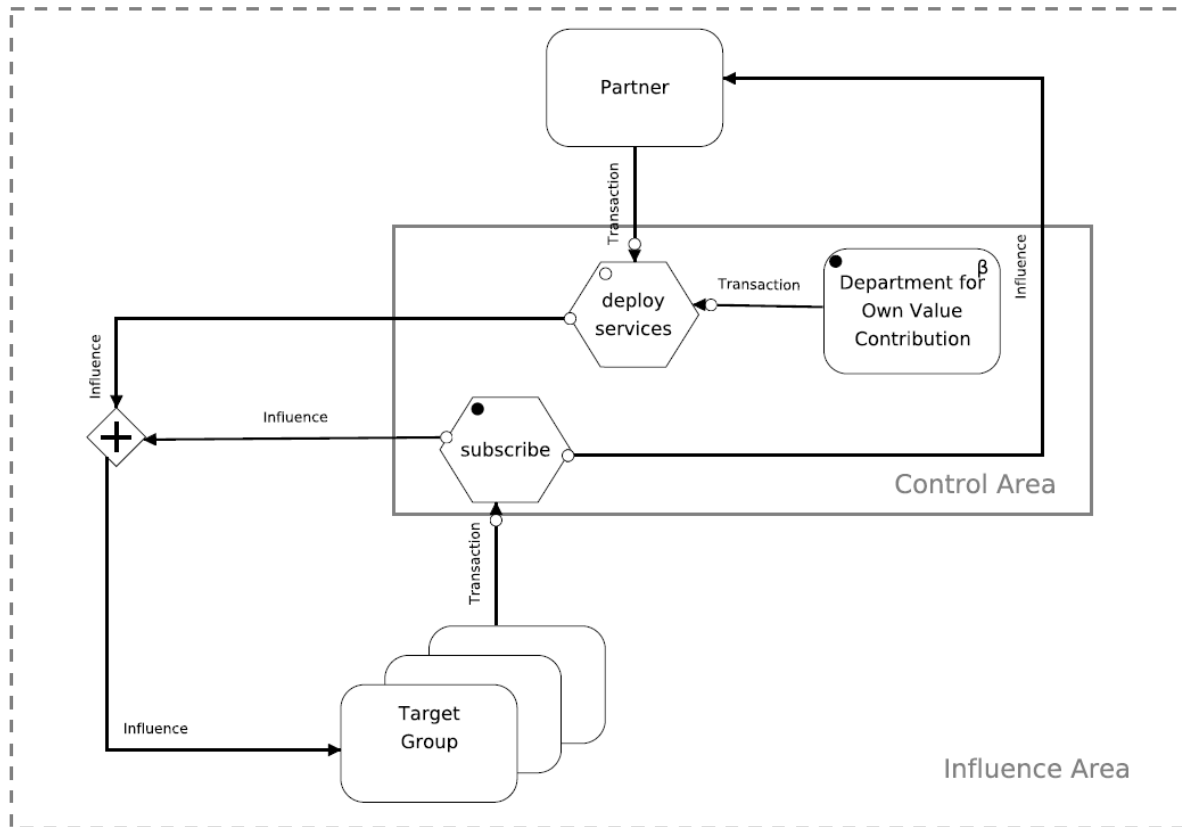 Partner
Transaction
Influence
β
Department for
Own Value
Contribution
Transaction
deploy
services
Influence
Influence
subscribe
Control Area
Transaction
Target
Group
Influence
Influence Area